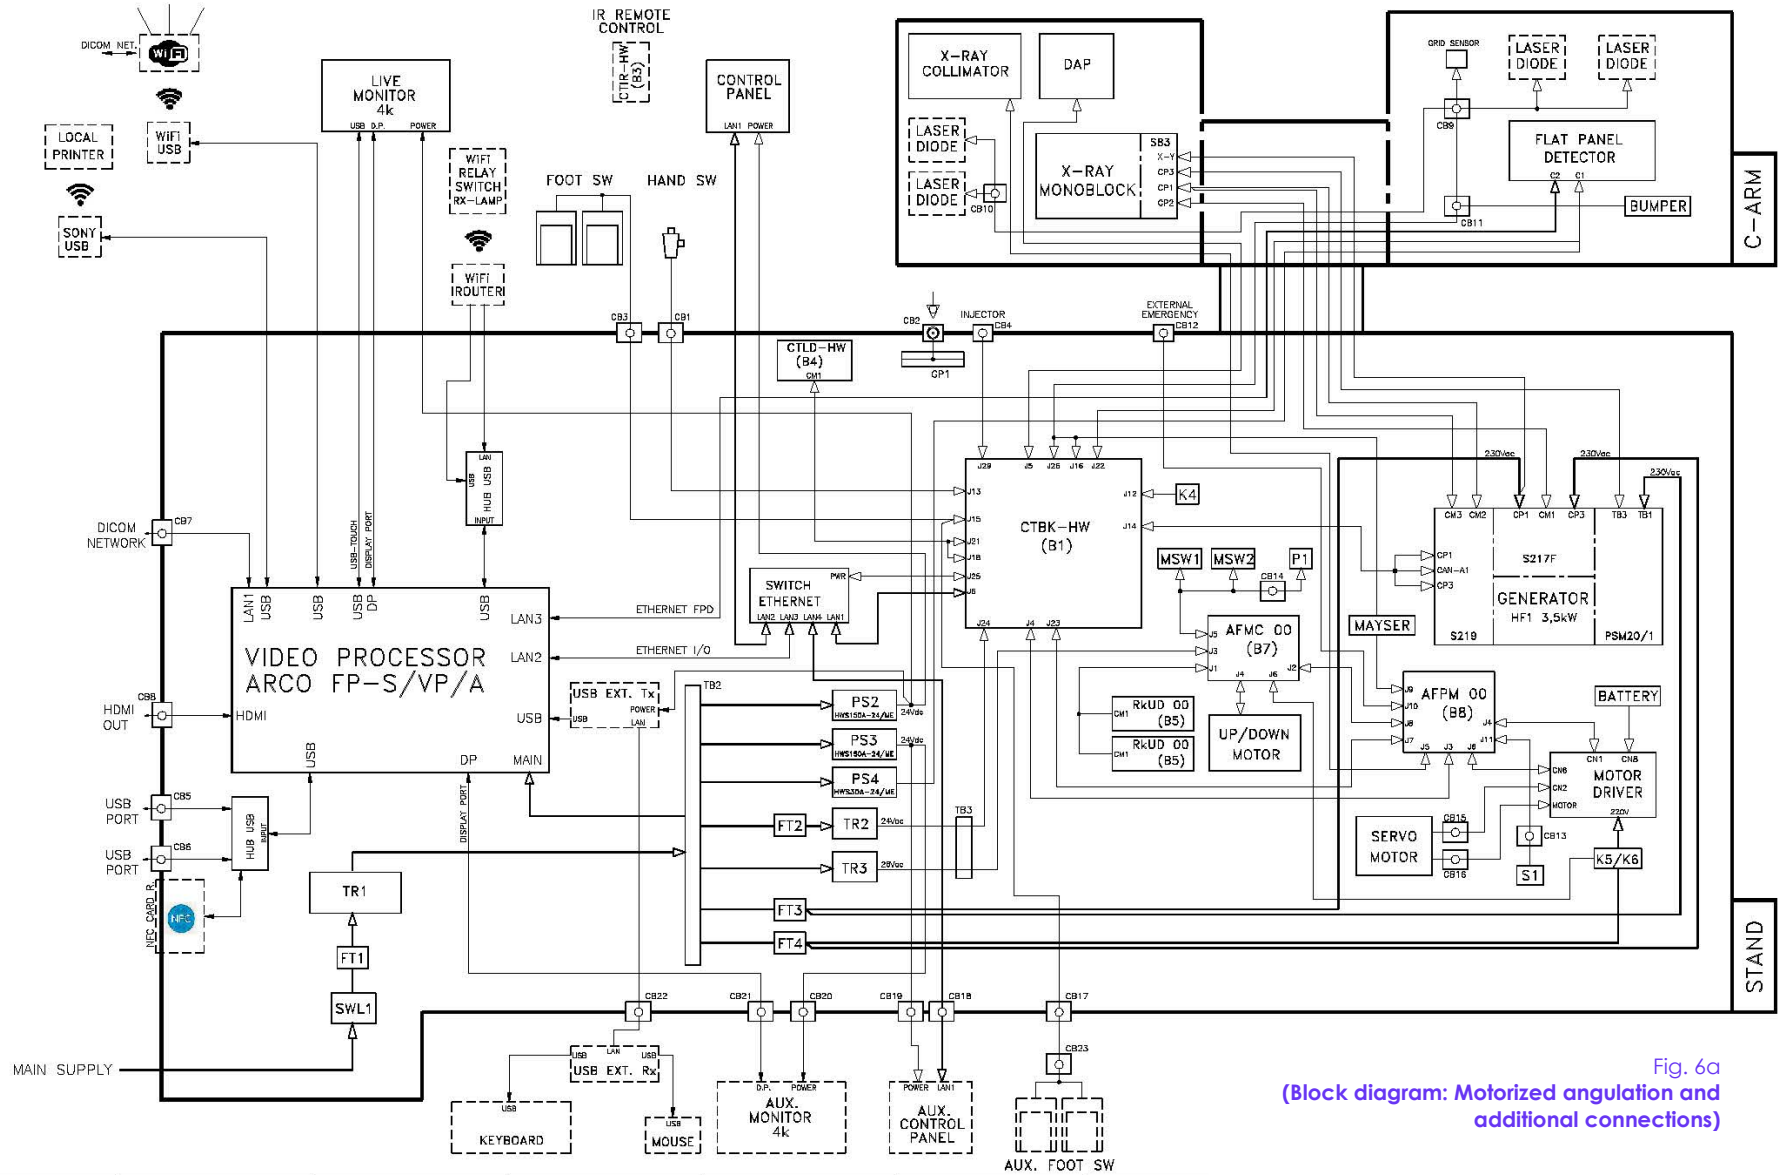 DICOM NET.
WiFi
LOCAL
PRINTER
WiFi
USB
SONY
USB
LIVE
MONITOR
4k
USB D.P. POWER
WIFI
RELAY
SWITCH
RX-LAMP
WiFi
(ROUTER)
IR REMOTE
CONTROL
CTIR-HW
(B3)
FOOT SW
HAND SW
CONTROL
PANEL
LAN1 POWER
X-RAY
COLLIMATOR
DAP
LASER
DIODE
LASER
DIODE
CB10
X-RAY
MONOBLOCK
SB3
X-Y
CP3
CP1
CP2
GRID SENSOR
LASER
DIODE
LASER
DIODE
CB9
FLAT PANEL
DETECTOR
C2 C1
CB11
BUMPER
C-ARM
CB3
CB1
CB2
GP1
INJECTOR
CB4
EXTERNAL
EMERGENCY
CB12
CTLD-HW
(B4)
CM1
LAN
USB
HUB USB
INPUT
DICOM
NETWORK
CB7
USB-TOUCH
DISPLAY PORT
LAN1
USB
USB
USB
DP
USB
LAN3
LAN2
VIDEO PROCESSOR
ARCO FP-S/VP/A
HDMI
USB
USB
DP
MAIN
ETHERNET FPD
ETHERNET I/O
HDMI
OUT
CB8
USB
PORT
CB5
USB
PORT
CB6
HUB USB
INPUT
NFC CARD R.
NFC
DISPLAY PORT
SWITCH
ETHERNET
PWR
LAN2 LAN3 LAN4 LAN1
USB EXT. Tx
POWER
USB
LAN
TB2
J29 J5 J26 J16 J22
J13
J15
J21
J18
J25
J6
J12
J14
J24 J4 J23
CTBK-HW
(B1)
K4
MSW1
MSW2
P1
CB14
AFMC 00
(B7)
J5
J3
J1
J2
J4
J6
RkUD 00
(B5)
CM1
RkUD 00
(B5)
CM1
UP/DOWN
MOTOR
230Vac
230Vac
230Vac
CM3 CM2 CP1 CM1 CP3 TB3 TB1
CP1
CAN-A1
CP3
S217F
GENERATOR
HF1 3,5kW
S219
PSM20/1
MAYSER
AFPM 00
(B8)
J9
J10
J8
J7
J4
J11
J5 J3 J6
BATTERY
CN1 CN8
CN6
CN2
MOTOR
MOTOR
DRIVER
220V
SERVO
MOTOR
CB15
CB16
CB13
S1
K5/K6
PS2
HWS150A-24/ME
24Vdc
PS3
HWS150A-24/ME
24Vdc
PS4
HWS30A-24/ME
FT2
TR2
24Vac
TB3
TR3
28Vac
FT3
FT4
TR1
FT1
SWL1
MAIN SUPPLY
STAND
CB22
CB21
CB20
CB19
CB18
CB17
CB23
USB LAN USB
USB EXT. Rx
USB
KEYBOARD
USB
MOUSE
D.P. POWER
AUX.
MONITOR
4k
POWER LAN1
AUX.
CONTROL
PANEL
AUX. FOOT SW
Fig. 6a
(Block diagram: Motorized angulation and
additional connections)